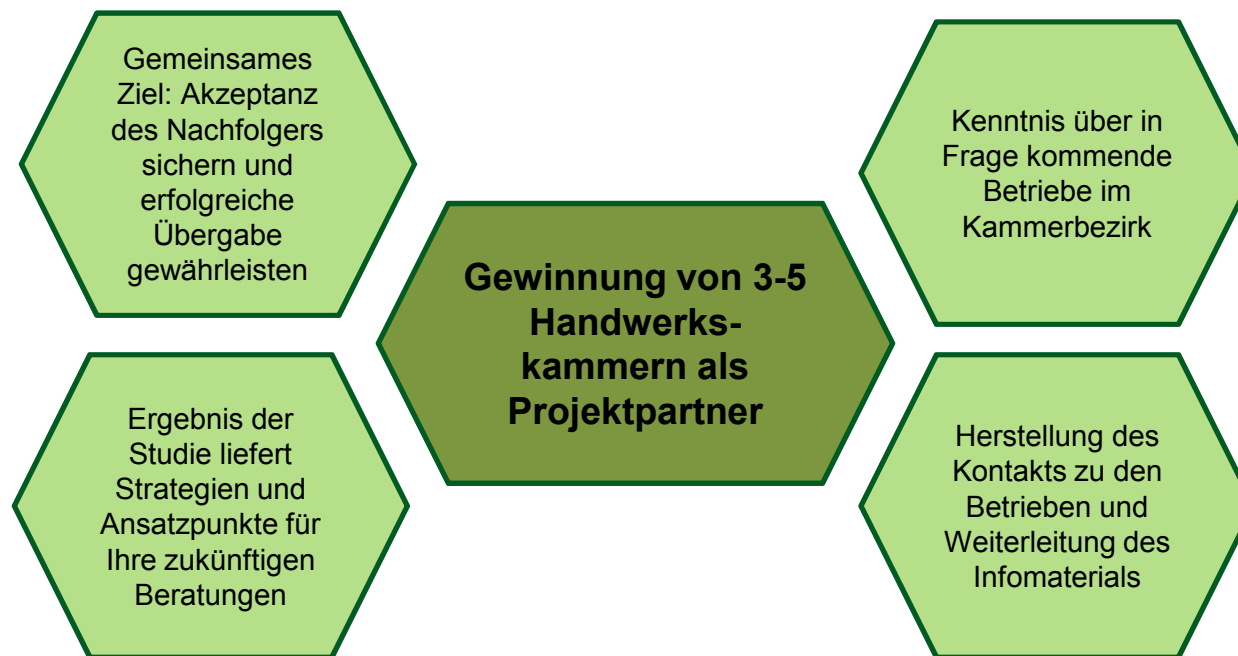 Gemeinsames
Ziel: Akzeptanz
des Nachfolgers
sichern und
erfolgreiche
Übergabe
gewährleisten
Kenntnis über in
Frage kommende
Betriebe im
Kammerbezirk
Gewinnung von 3-5
Handwerks-
kammern als
Projektpartner
Ergebnis der
Studie liefert
Strategien und
Ansatzpunkte für
Ihre zukünftigen
Beratungen
Herstellung des
Kontakts zu den
Betrieben und
Weiterleitung des
Infomaterials